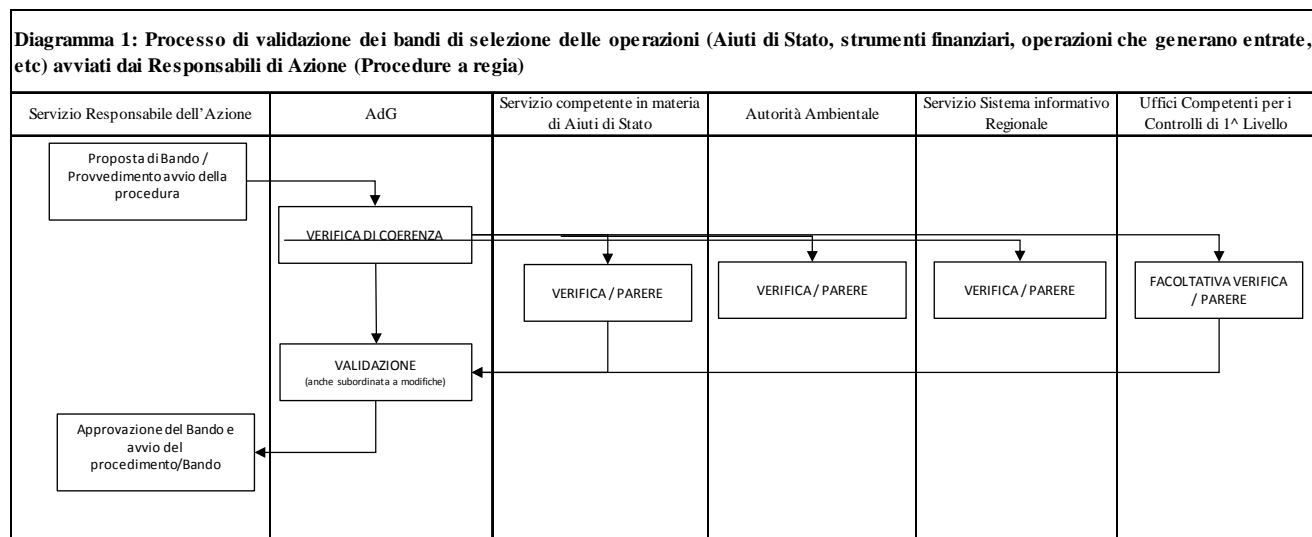 Diagramma 1: Processo di validazione dei bandi di selezione delle operazioni (Aiuti di Stato, strumenti finanziari, operazioni che generano entrate,
etc) avviati dai Responsabili di Azione (Procedure a regia)
Servizio Responsabile dell'Azione
AdG
Servizio competente in materia
di Aiuti di Stato
Autorità Ambientale
Servizio Sistema informativo
Regionale
Uffici Competenti per i
Controlli di 1^ Livello
Proposta di Bando /
Provvedimento avvio della
procedura
VERIFICA DI COERENZA
VERIFICA / PARERE
VERIFICA / PARERE
VERIFICA / PARERE
FACOLTATIVA VERIFICA
/ PARERE
VALIDAZIONE
(anche subordinata a modifiche)
Approvazione del Bando e
avvio del
procedimento/Bando